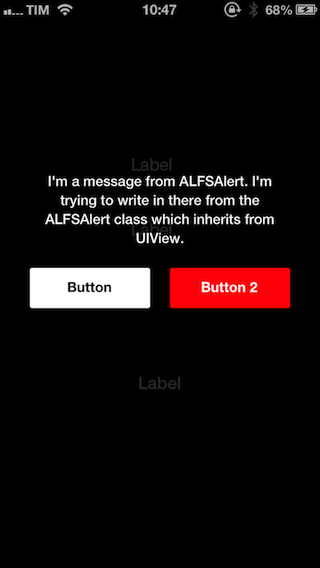 TIM 10:47 68%
Label
I'm a message from ALFSAlert. I'm
trying to write in there from the
Label
ALFSAlert class which inherits from
UIView.
Button Button 2
Label